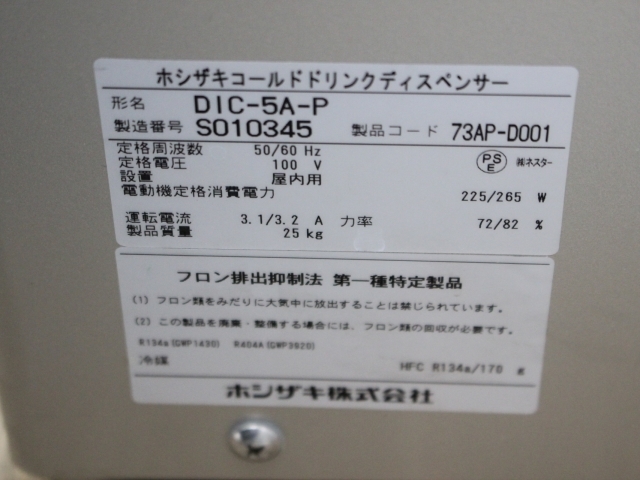 ホシザキコールドドリンクディスペンサー
形名 DIC-5A-P
製造番号 S010345 製品コード 73AP-D001
定格周波数 50/60 Hz
定格電圧 100 V
設置 屋内用
PSE ㈱ネスター
電動機定格消費電力 225/265 W
運転電流 3.1/3.2 A 力率 72/82 %
製品質量 25 kg
フロン排出抑制法 第一種特定製品
(1) フロン類をみだりに大気中に放出することは禁じられています。
(2) この製品を廃棄・整備する場合には、フロン類の回収が必要です。
R134a(GWP1430) R404A(GWP3920)
冷媒 HFC R134a/170 g
ホシザキ株式会社